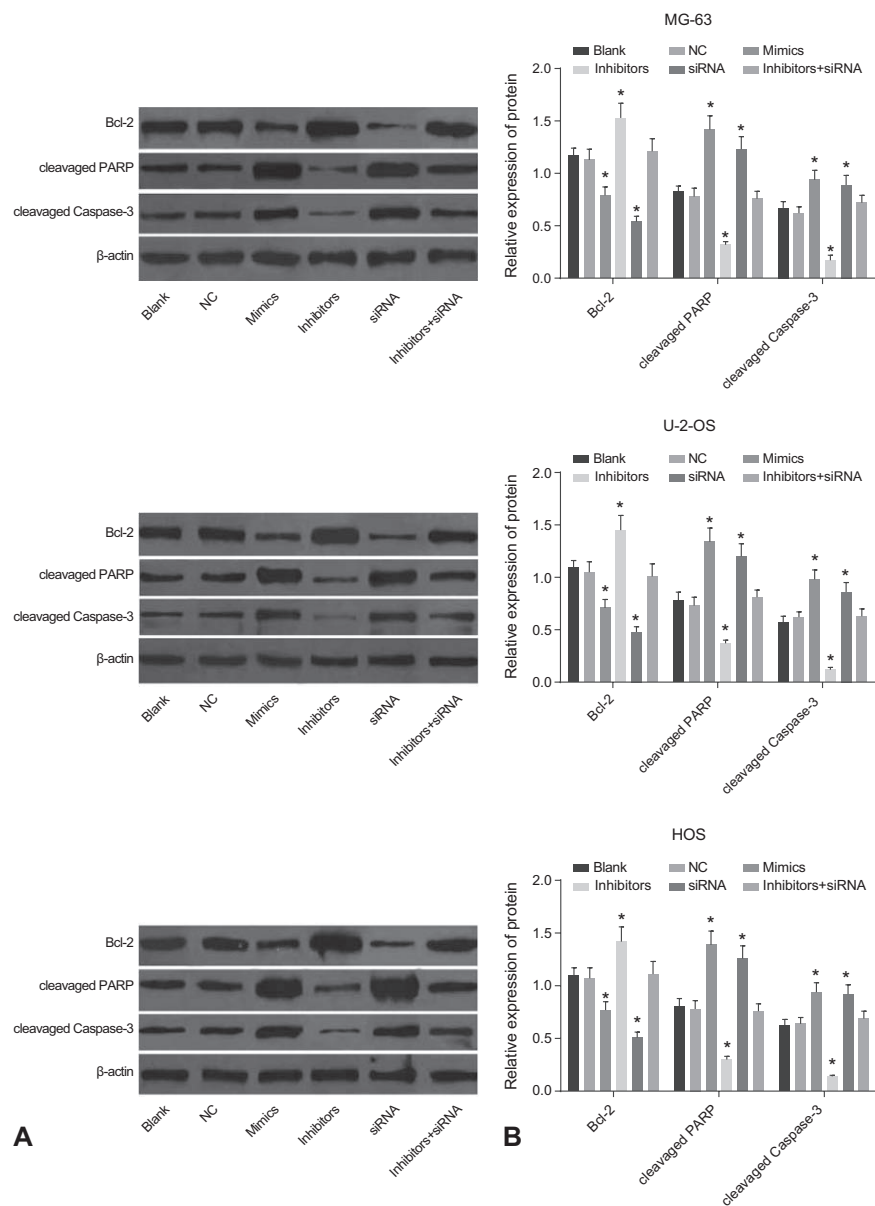 MG-63
Blank NC Mimics
Inhibitors siRNA Inhibitors+siRNA
Relative expression of protein
2.0
1.5
1.0
0.5
0.0
Bcl-2
cleavaged PARP
cleavaged Caspase-3
* * * * * * * * *
Bcl-2
cleavaged PARP
cleavaged Caspase-3
β-actin
Blank NC Mimics Inhibitors siRNA Inhibitors+siRNA
U-2-OS
Blank NC Mimics
Inhibitors siRNA Inhibitors+siRNA
Relative expression of protein
2.0
1.5
1.0
0.5
0.0
Bcl-2
cleavaged PARP
cleavaged Caspase-3
* * * * * * * * *
Bcl-2
cleavaged PARP
cleavaged Caspase-3
β-actin
Blank NC Mimics Inhibitors siRNA Inhibitors+siRNA
HOS
Blank NC Mimics
Inhibitors siRNA Inhibitors+siRNA
Relative expression of protein
2.0
1.5
1.0
0.5
0.0
Bcl-2
cleavaged PARP
cleavaged Caspase-3
* * * * * * * * *
Bcl-2
cleavaged PARP
cleavaged Caspase-3
β-actin
Blank NC Mimics Inhibitors siRNA Inhibitors+siRNA
A
B